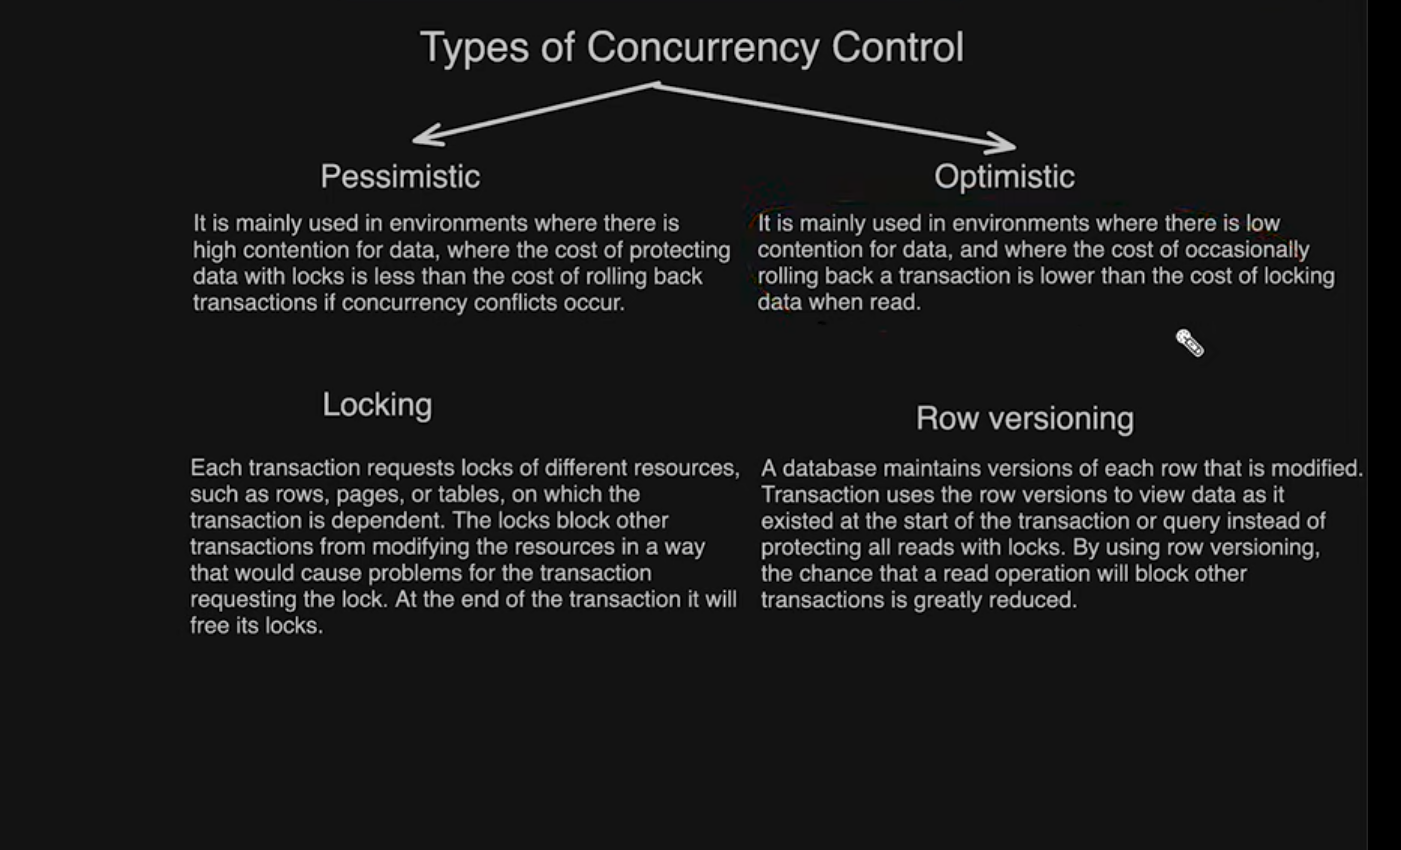 Types of Concurrency Control
Pessimistic
It is mainly used in environments where there is
high contention for data, where the cost of protecting
data with locks is less than the cost of rolling back
transactions if concurrency conflicts occur.
Optimistic
It is mainly used in environments where there is low
contention for data, and where the cost of occasionally
rolling back a transaction is lower than the cost of locking
data when read.
Locking
Each transaction requests locks of different resources,
such as rows, pages, or tables, on which the
transaction is dependent. The locks block other
transactions from modifying the resources in a way
that would cause problems for the transaction
requesting the lock. At the end of the transaction it will
free its locks.
Row versioning
A database maintains versions of each row that is modified.
Transaction uses the row versions to view data as it
existed at the start of the transaction or query instead of
protecting all reads with locks. By using row versioning,
the chance that a read operation will block other
transactions is greatly reduced.